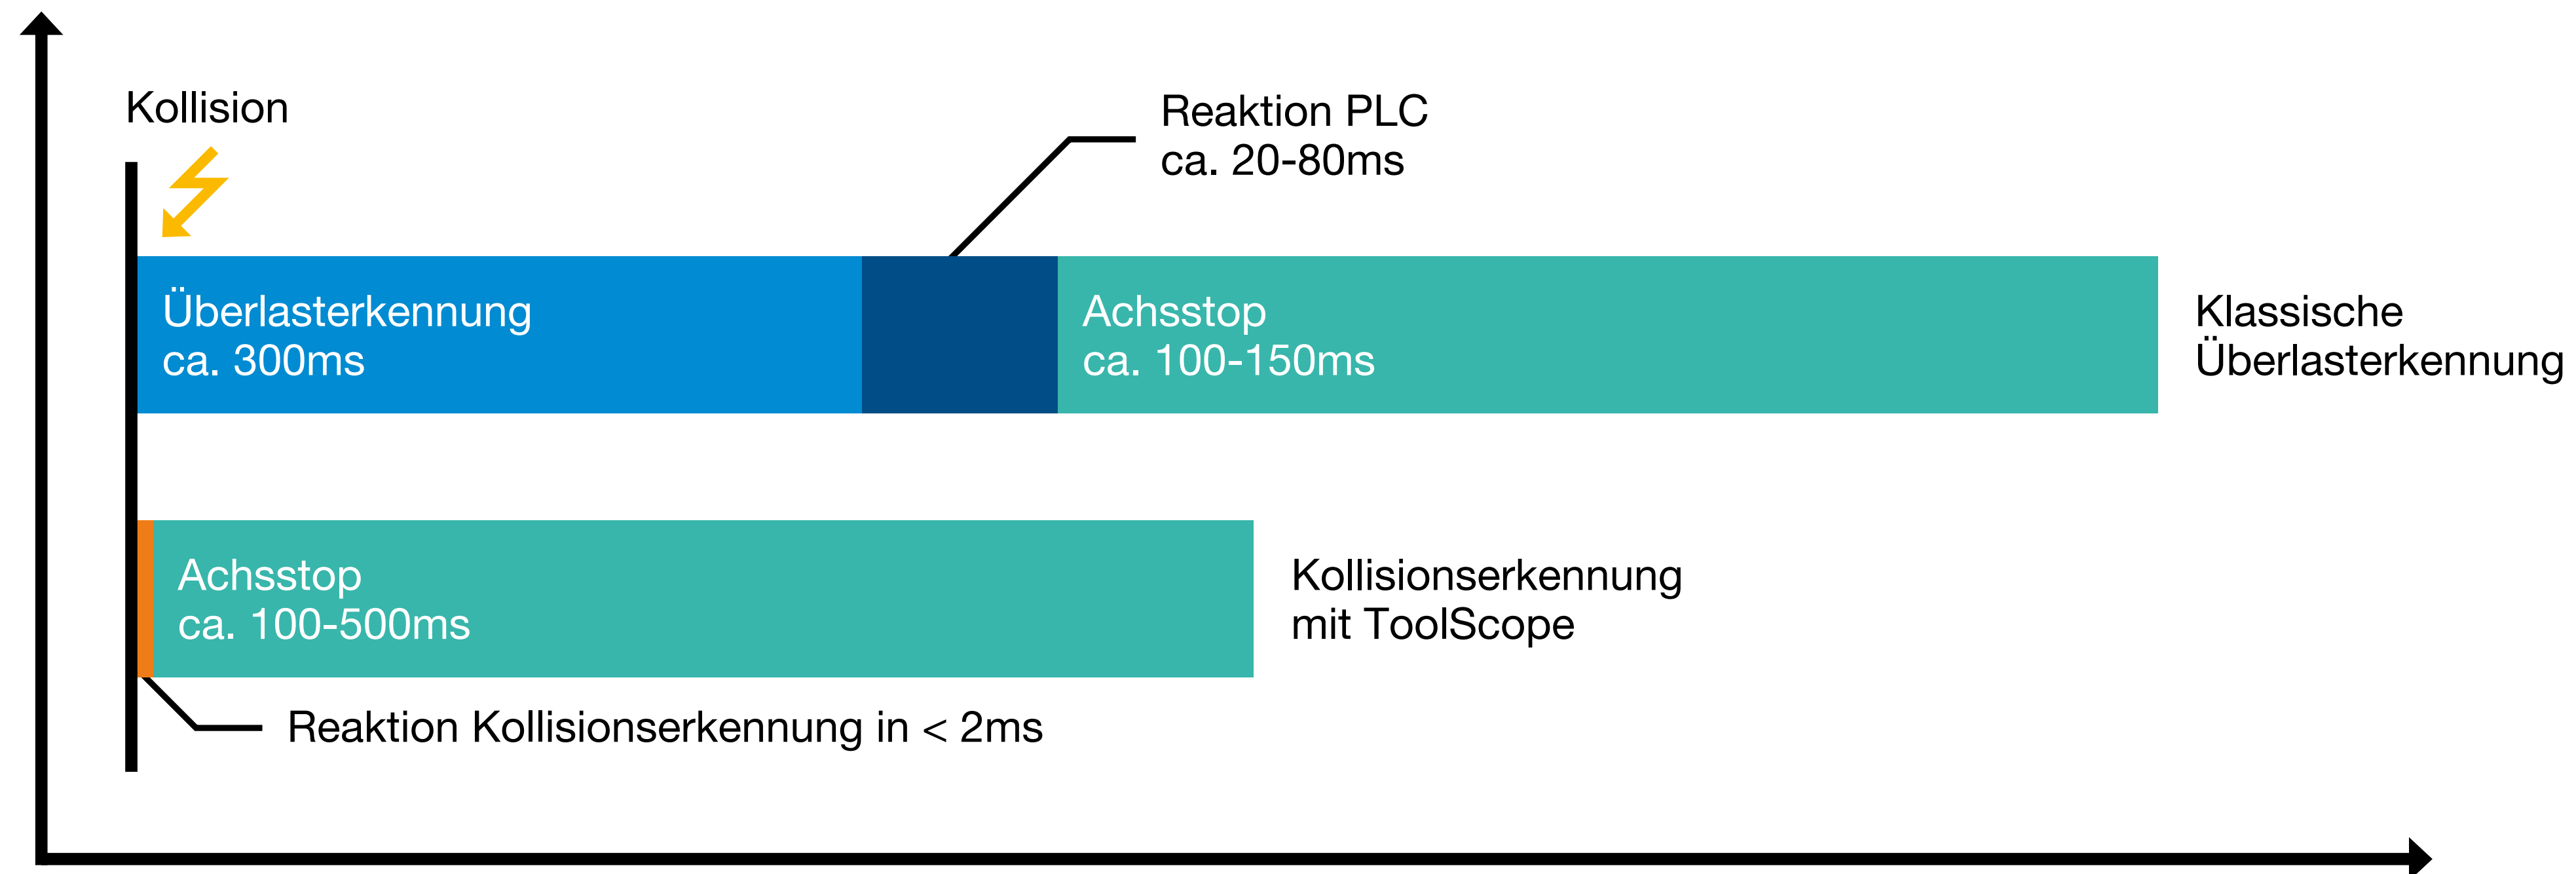 Kollision
Reaktion PLC
ca. 20-80ms
Überlasterkennung
ca. 300ms
Achsstop
ca. 100-150ms
Klassische
Überlasterkennung
Achsstop
ca. 100-500ms
Kollisionserkennung
mit ToolScope
Reaktion Kollisionserkennung in < 2ms